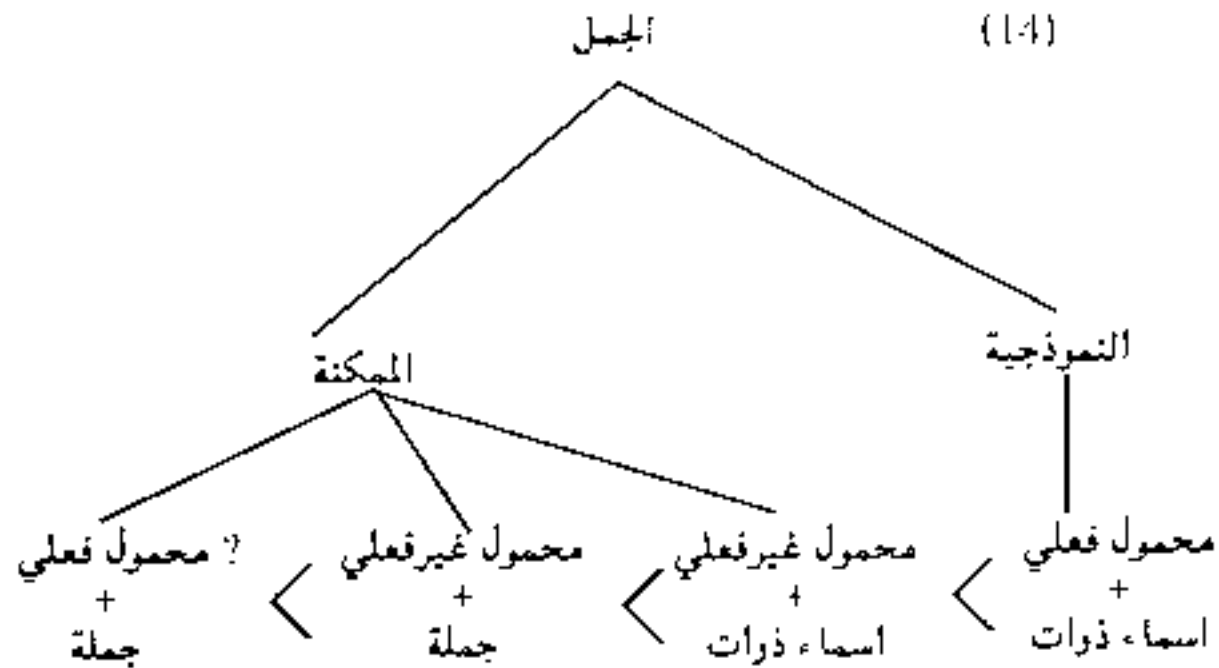 (14) الجمل
النموذجية
الممكنة
محمول فعلي < محمول غيرفعلي < محمول غيرفعلي < ? محمول فعلي
+ + + +
اسماء ذوات اسماء ذوات جملة جملة